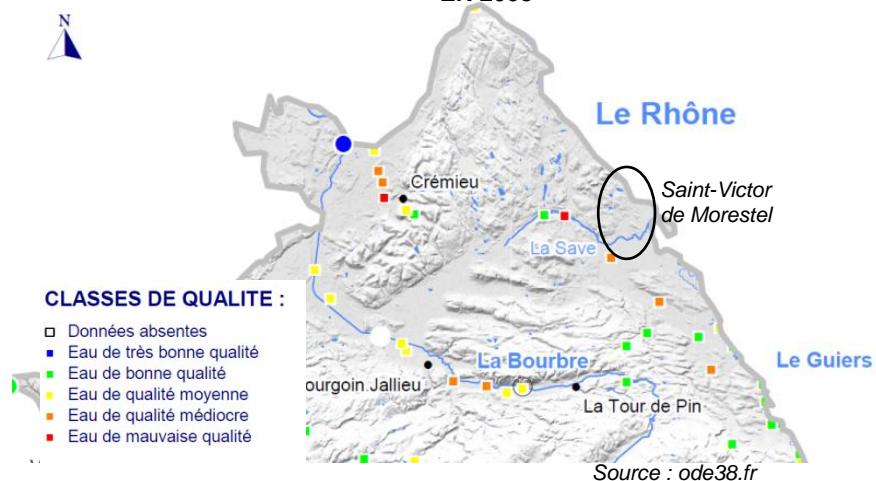 N
Le Rhône
Crémieu
Saint-Victor
de Morestel
La Save
CLASSES DE QUALITE :
Données absentes
Eau de très bonne qualité
Eau de bonne qualité
Eau de qualité moyenne
Eau de qualité médiocre
Eau de mauvaise qualité
La Bourbre
Le Guiers
ourgoin Jallieu
La Tour de Pin
Source : ode38.fr